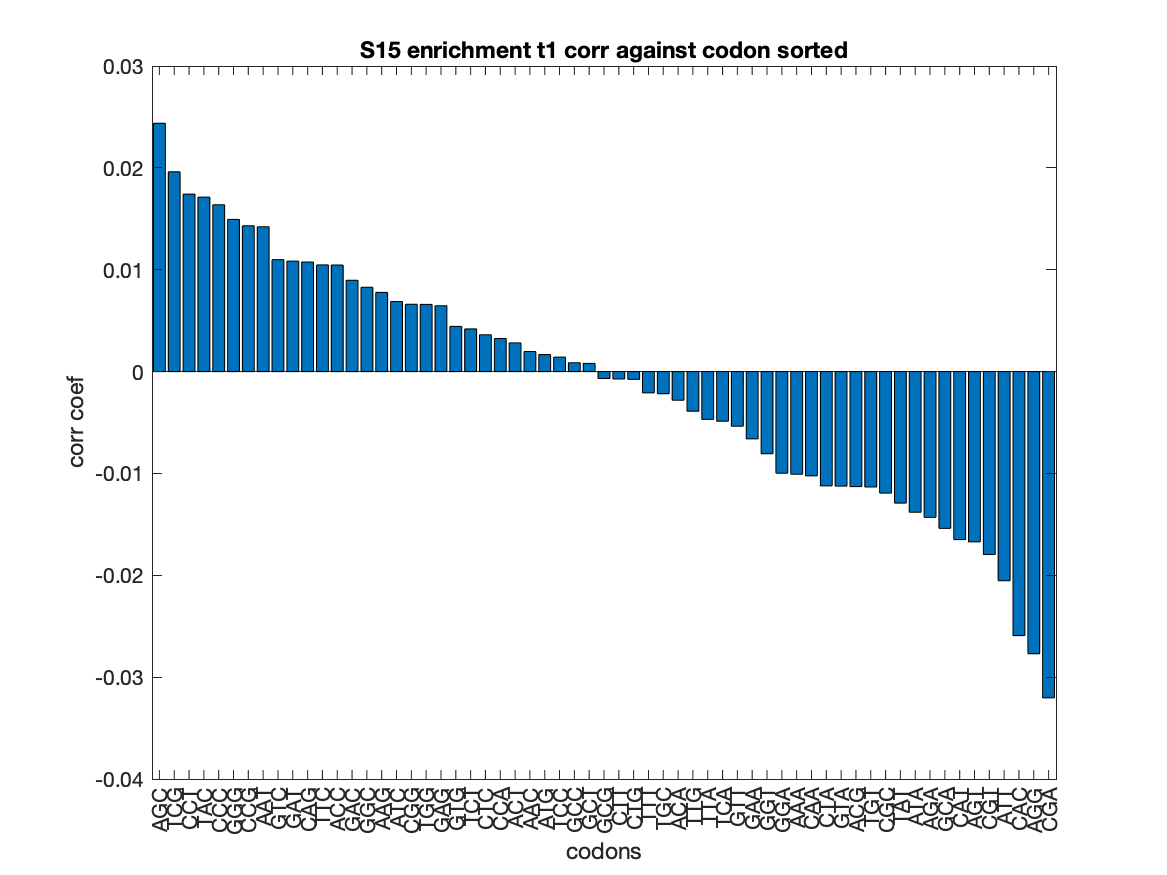 S15 enrichment t1 corr against codon sorted
0.03
0.02
0.01
0
-0.01
-0.02
-0.03
-0.04
corr coef
AGC
TCG
CCT
TAC
CCC
GGG
CCG
AAT
GTC
GAT
CAG
TCC
ACC
GAC
GGC
AAG
ATC
CGG
TGG
GAG
GTG
TCT
CTC
CCA
ACT
AAC
ATG
TTC
GCC
GCT
GCG
CTT
CTG
TTT
TGC
ACA
TTG
TTA
TCA
GTT
GAA
GGT
GGA
AAA
CAA
CTA
GTA
ACG
TGT
CGC
TAT
ATA
AGA
GCA
CAT
AGT
CGT
ATT
CAC
AGG
CGA
codons